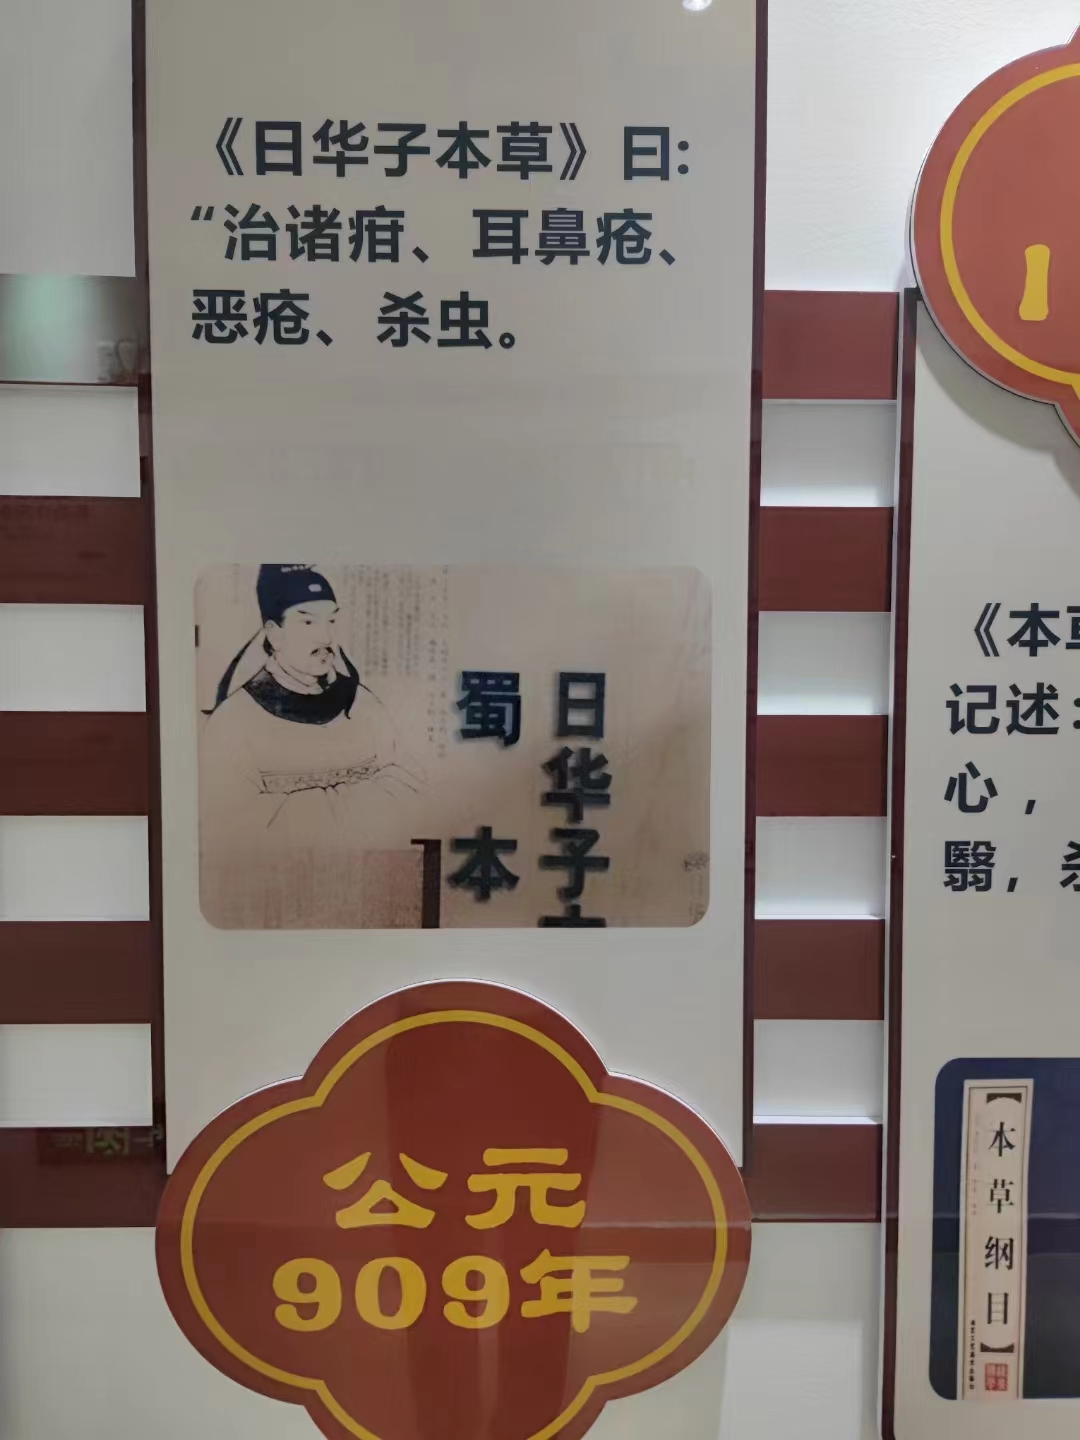 《日华子本草》曰:
“治诸疳、耳鼻疮、
恶疮、杀虫。
日华子
蜀 本
公元
909年
《本
记述:
心，
翳，
【本草纲目】